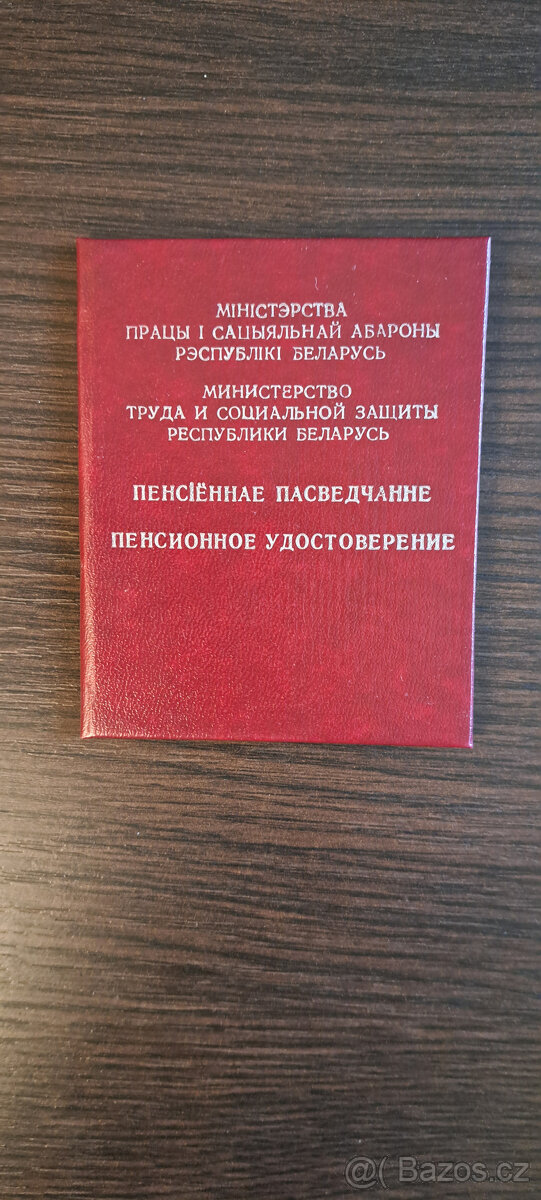 МІНІСТЭРСТВА
ПРАЦЫ І САЦЫЯЛЬНАЙ АБАРОНЫ
РЭСПУБЛІКІ БЕЛАРУСЬ
МИНИСТЕРСТВО
ТРУДА И СОЦИАЛЬНОЙ ЗАЩИТЫ
РЕСПУБЛИКИ БЕЛАРУСЬ
ПЕНСІЁННАЕ ПАСВЕДЧАННЕ
ПЕНСИОННОЕ УДОСТОВЕРЕНИЕ
Bazos.cz